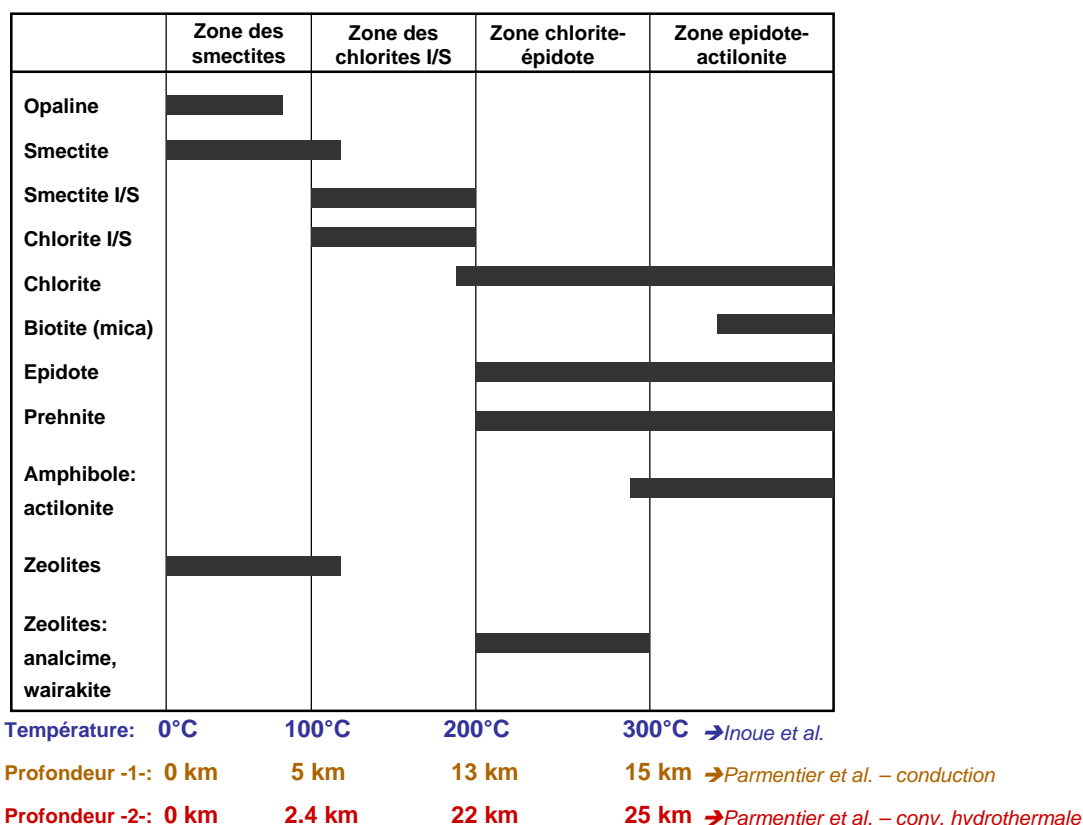 Zone des smectites
Zone des chlorites I/S
Zone chlorite-épidote
Zone epidote-actilonite
Opaline
Smectite
Smectite I/S
Chlorite I/S
Chlorite
Biotite (mica)
Epidote
Prehnite
Amphibole:
actilonite
Zeolites
Zeolites:
analcime,
wairakite
Température: 0°C 100°C 200°C 300°C ➔Inoue et al.
Profondeur -1-: 0 km 5 km 13 km 15 km ➔Parmentier et al. – conduction
Profondeur -2-: 0 km 2.4 km 22 km 25 km ➔Parmentier et al. – conv. hydrothermale